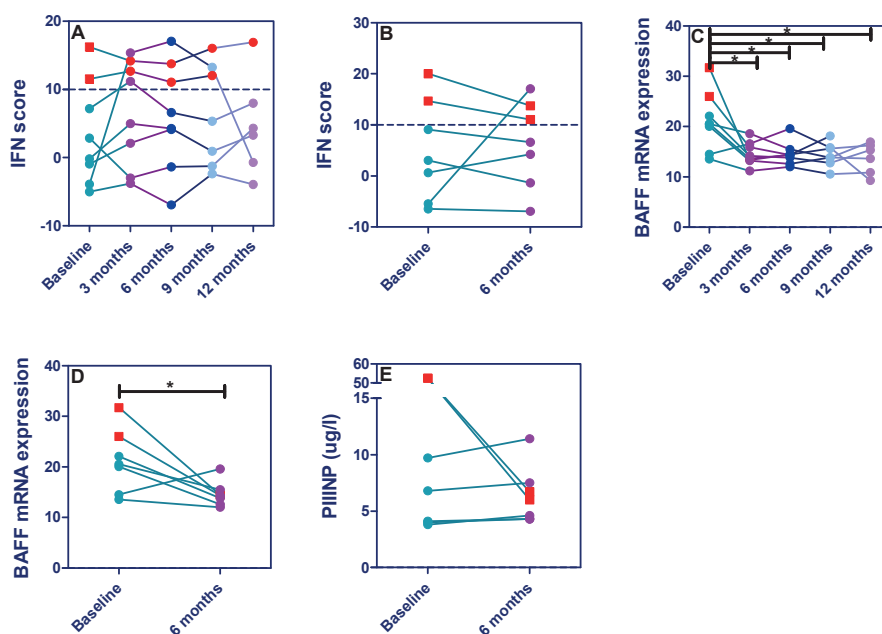 A
IFN score
20
10
0
-10
Baseline
3 months
6 months
9 months
12 months
B
IFN score
30
20
10
0
-10
Baseline
6 months
C
BAFF mRNA expression
40
30
20
10
0
*
*
*
*
Baseline
3 months
6 months
9 months
12 months
D
BAFF mRNA expression
40
30
20
10
0
*
Baseline
6 months
E
PIIINP (ug/l)
60
50
15
10
5
0
Baseline
6 months